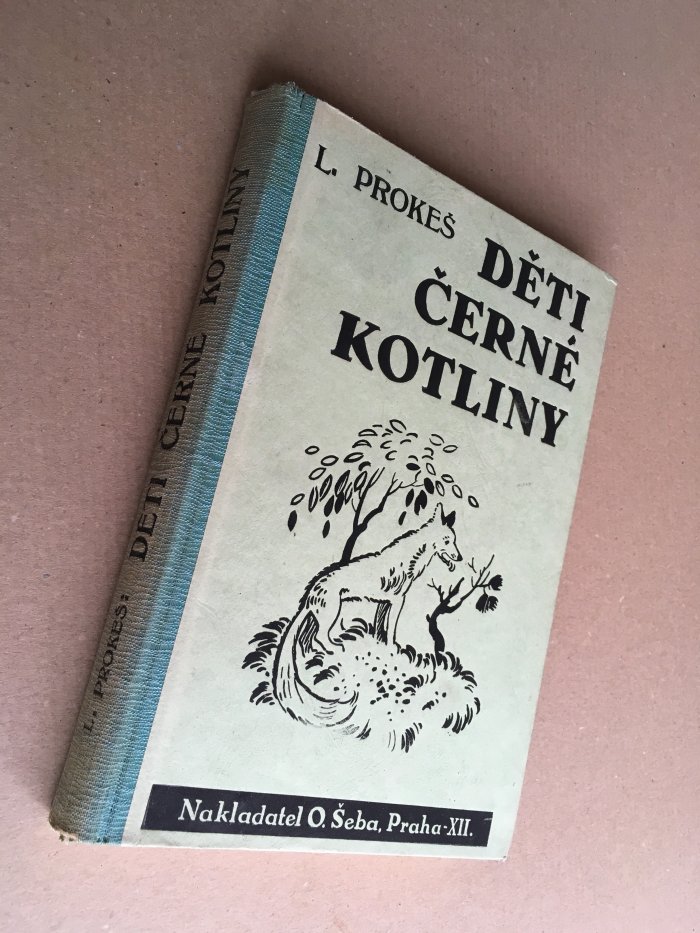 L. PROKEŠ
DĚTI
ČERNÉ
KOTLINY
Nakladatel O. Šeba, Praha-XII.
L. PROKEŠ: DĚTI ČERNÉ KOTLINY